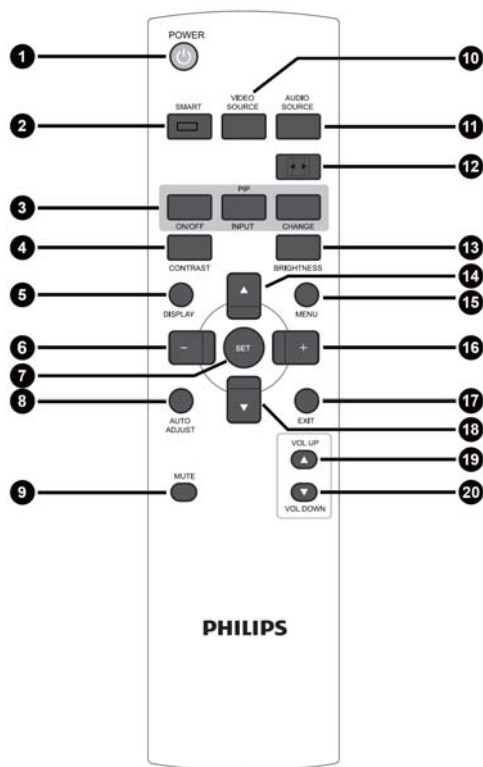 POWER
1
10
VIDEO
SOURCE
SMART
AUDIO
SOURCE
2
11
12
PIP
3
ON/OFF
INPUT
CHANGE
4
13
CONTRAST
BRIGHTNESS
14
5
15
DISPLAY
MENU
6
−
SET
+
16
7
8
17
AUTO
ADJUST
EXIT
18
VOL UP
19
MUTE
9
20
VOL DOWN
PHILIPS